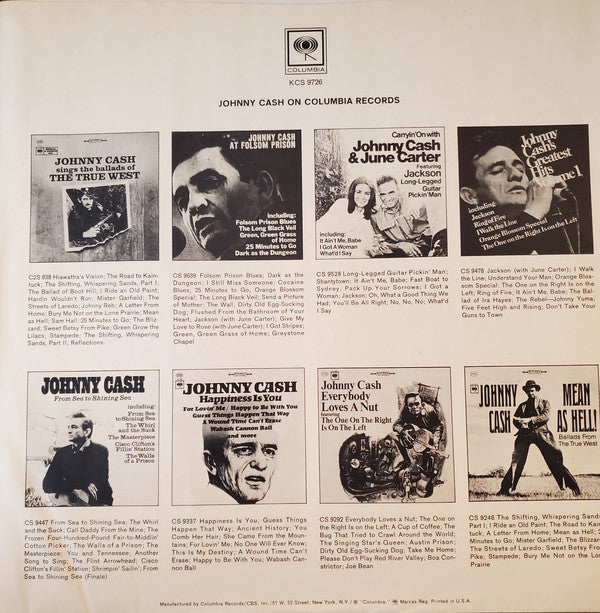 COLUMBIA
KCS 9726
JOHNNY CASH ON COLUMBIA RECORDS
JOHNNY CASH
sings the ballads of
THE TRUE WEST
JOHNNY CASH
AT FOLSOM PRISON
Including:
Folsom Prison Blues
The Long Black Veil
Green, Green Grass
of Home
25 Minutes to Go
Dark as the Dungeon
Carryin' On with
Johnny Cash
& June Carter
Featuring
Jackson
Long-Legged
Guitar
Pickin' Man
including:
It Ain't Me, Babe
I Got A Woman
What'd I Say
Johnny
Cash's
Greatest
Hits
Volume 1
including:
Jackson
Ring of Fire
I Walk the Line
Orange Blossom Special
The One on the Right Is on the Left
C2S 838 Hiawatha's Vision; The Road to Kain-
tuck; The Shifting, Whispering Sands, Part I;
The Ballad of Boot Hill; I Ride an Old Paint;
Hardin Wouldn't Run; Mister Garfield; The
Streets of Laredo; Johnny Reb; A Letter From
Home; Bury Me Not on the Lone Prairie; Mean
as Hell; Sam Hall; 25 Minutes to Go; The Bliz-
zard; Sweet Betsy From Pike; Green Grow the
Lilacs; Stampede; The Shifting, Whispering
Sands, Part II; Reflections
CS 9639 Folsom Prison Blues; Dark as the
Dungeon; I Still Miss Someone; Cocaine
Blues; 25 Minutes to Go; Orange Blossom
Special; The Long Black Veil; Send a Picture
of Mother; The Wall; Dirty Old Egg-Sucking
Dog; Flushed From the Bathroom of Your
Heart; Jackson (with June Carter); Give My
Love to Rose (with June Carter); I Got Stripes;
Green, Green Grass of Home; Greystone
Chapel
CS 9528 Long-Legged Guitar Pickin' Man;
Shantytown; It Ain't Me, Babe; Fast Boat to
Sydney; Pack Up Your Sorrows; I Got a
Woman; Jackson; Oh, What a Good Thing We
Had; You'll Be All Right; No, No, No; What'd
I Say
CS 9478 Jackson (with June Carter); I Walk
the Line; Understand Your Man; Orange Blos-
som Special; The One on the Right Is on the
Left; Ring of Fire; It Ain't Me, Babe; The Bal-
lad of Ira Hayes; The Rebel—Johnny Yuma;
Five Feet High and Rising; Don't Take Your
Guns to Town
JOHNNY CASH
From Sea to Shining Sea
including:
From Sea
to Shining Sea
The Whirl
and the Suck
The Masterpiece
Cisco Clifton's
Fillin' Station
The Walls
of a Prison
JOHNNY CASH
Happiness Is You
For Lovin' Me / Happy to Be With You
Guess Things Happen That Way
A Wound Time Can't Erase
Wabash Cannon Ball
and more
Johnny Cash
Everybody
Loves A Nut
featuring
The One On The Right
Is On The Left
JOHNNY
CASH
MEAN
AS HELL!
Ballads From
The True West
CS 9447 From Sea to Shining Sea; The Whirl
and the Suck; Call Daddy From the Mine; The
Frozen Four-Hundred-Pound Fair-to-Middlin'
Cotton Picker; The Walls of a Prison; The
Masterpiece; You and Tennessee; Another
Song to Sing; The Flint Arrowhead; Cisco
Clifton's Fillin' Station; Shrimpin' Sailin'; From
Sea to Shining Sea (Finale)
CS 9337 Happiness Is You; Guess Things
Happen That Way; Ancient History; You
Comb Her Hair; She Came From the Moun-
tains; For Lovin' Me; No One Will Ever Know;
This Is My Destiny; A Wound Time Can't
Erase; Happy to Be With You; Wabash Can-
non Ball
CS 9292 Everybody Loves a Nut; The One on
the Right Is on the Left; A Cup of Coffee; The
Bug That Tried to Crawl Around the World;
The Singing Star's Queen; Austin Prison;
Dirty Old Egg-Sucking Dog; Take Me Home;
Please Don't Play Red River Valley; Boa Con-
strictor; Joe Bean
CS 9246 The Shifting, Whispering Sands
Part I; I Ride an Old Paint; The Road to Kain
tuck; A Letter From Home; Mean as Hell; 2
Minutes to Go; Mister Garfield; The Blizzard
The Streets of Laredo; Sweet Betsy From
Pike; Stampede; Bury Me Not on the Lon
Prairie
Manufactured by Columbia Records/CBS, Inc./51 W. 52 Street, New York, N.Y./ ® "Columbia," Marcas Reg. Printed in U.S.A.